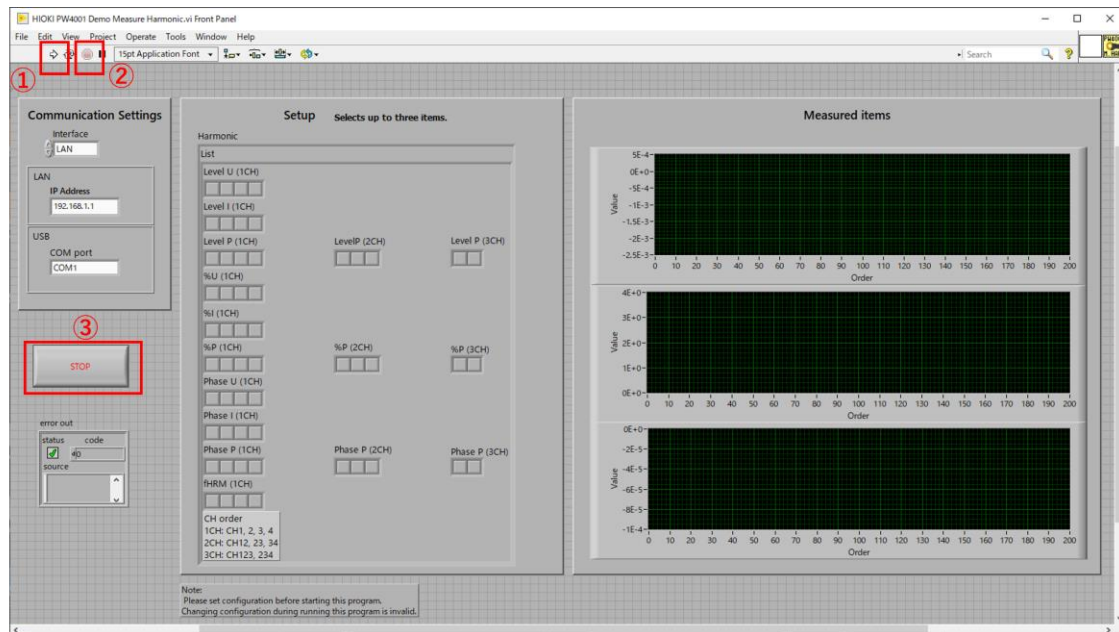 HIOKI PW4001 Demo Measure Harmonic.vi Front Panel
File Edit View Project Operate Tools Window Help
15pt Application Font
Search
① ②
Communication Settings
Interface
LAN
LAN
IP Address
192.168.1.1
USB
COM port
COM1
③
STOP
error out
status code
0
source
Setup Selects up to three items.
Harmonic
List
Level U (1CH)
Level I (1CH)
Level P (1CH) LevelP (2CH) Level P (3CH)
%U (1CH)
%I (1CH)
%P (1CH) %P (2CH) %P (3CH)
Phase U (1CH)
Phase I (1CH)
Phase P (1CH) Phase P (2CH) Phase P (3CH)
fHRM (1CH)
CH order
1CH: CH1, 2, 3, 4
2CH: CH12, 23, 34
3CH: CH123, 234
Note:
Please set configuration before starting this program.
Changing configuration during running this program is invalid.
Measured items
5E-4
0E+0
-5E-4
-1E-3
-1.5E-3
-2E-3
-2.5E-3
Value
0 10 20 30 40 50 60 70 80 90 100 110 120 130 140 150 160 170 180 190 200
Order
4E+0
3E+0
2E+0
1E+0
0E+0
Value
0 10 20 30 40 50 60 70 80 90 100 110 120 130 140 150 160 170 180 190 200
Order
0E+0
-2E-5
-4E-5
-6E-5
-8E-5
-1E-4
Value
0 10 20 30 40 50 60 70 80 90 100 110 120 130 140 150 160 170 180 190 200
Order